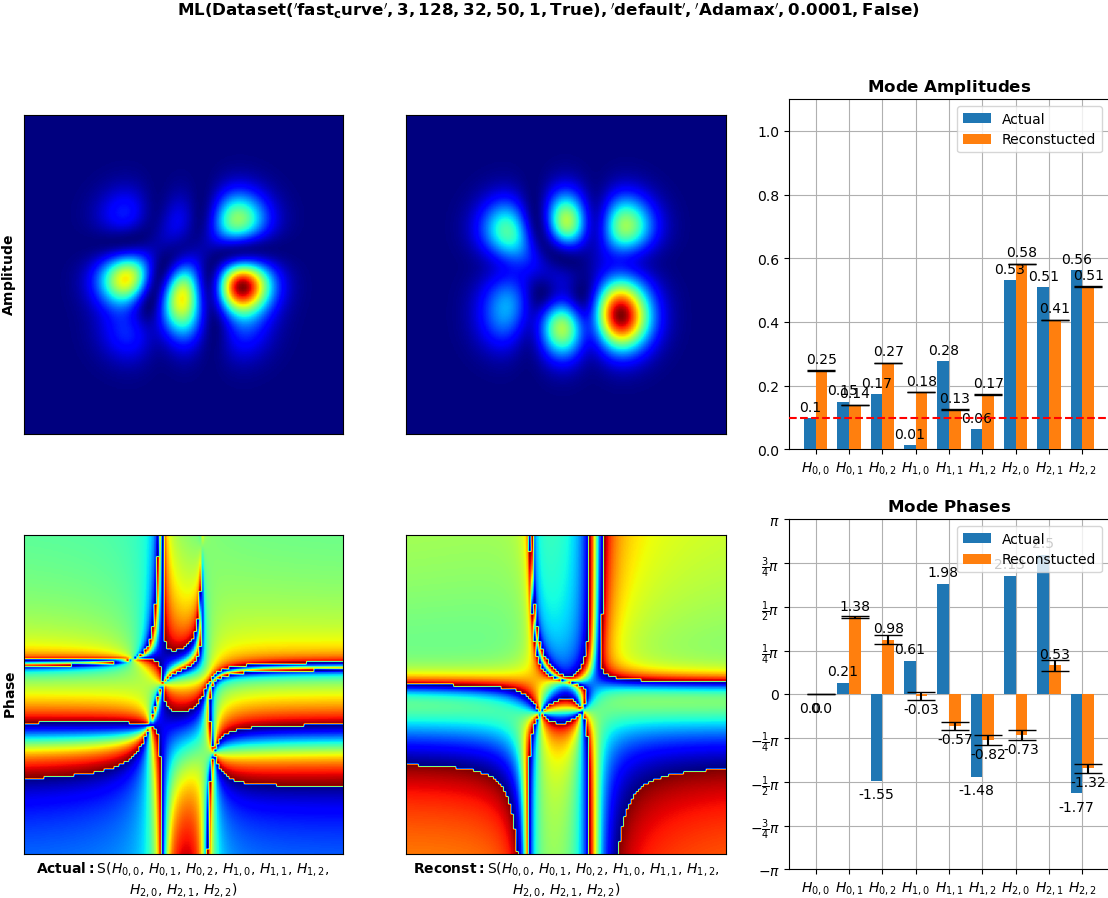 ML(Dataset('fast_curve', 3, 128, 32, 50, 1, True), 'default', 'Adamax', 0.0001, False)
Amplitude
Mode Amplitudes
Actual
Reconstucted
1.0
0.8
0.6
0.4
0.2
0.0
0.1 0.25 0.15 0.14 0.17 0.27 0.01 0.18 0.28 0.13 0.06 0.17 0.53 0.58 0.51 0.41 0.56 0.51
H0,0 H0,1 H0,2 H1,0 H1,1 H1,2 H2,0 H2,1 H2,2
Phase
Mode Phases
Actual
Reconstucted
π
3/4π
1/2π
1/4π
0
−1/4π
−1/2π
−3/4π
−π
0.0 0.0 0.21 1.38 -1.55 0.98 0.61 -0.03 1.98 -0.57 -1.48 -0.82 -0.73 2.5 0.53 -1.77 -1.32
H0,0 H0,1 H0,2 H1,0 H1,1 H1,2 H2,0 H2,1 H2,2
Actual: S(H0,0, H0,1, H0,2, H1,0, H1,1, H1,2,
H2,0, H2,1, H2,2)
Reconst: S(H0,0, H0,1, H0,2, H1,0, H1,1, H1,2,
H2,0, H2,1, H2,2)